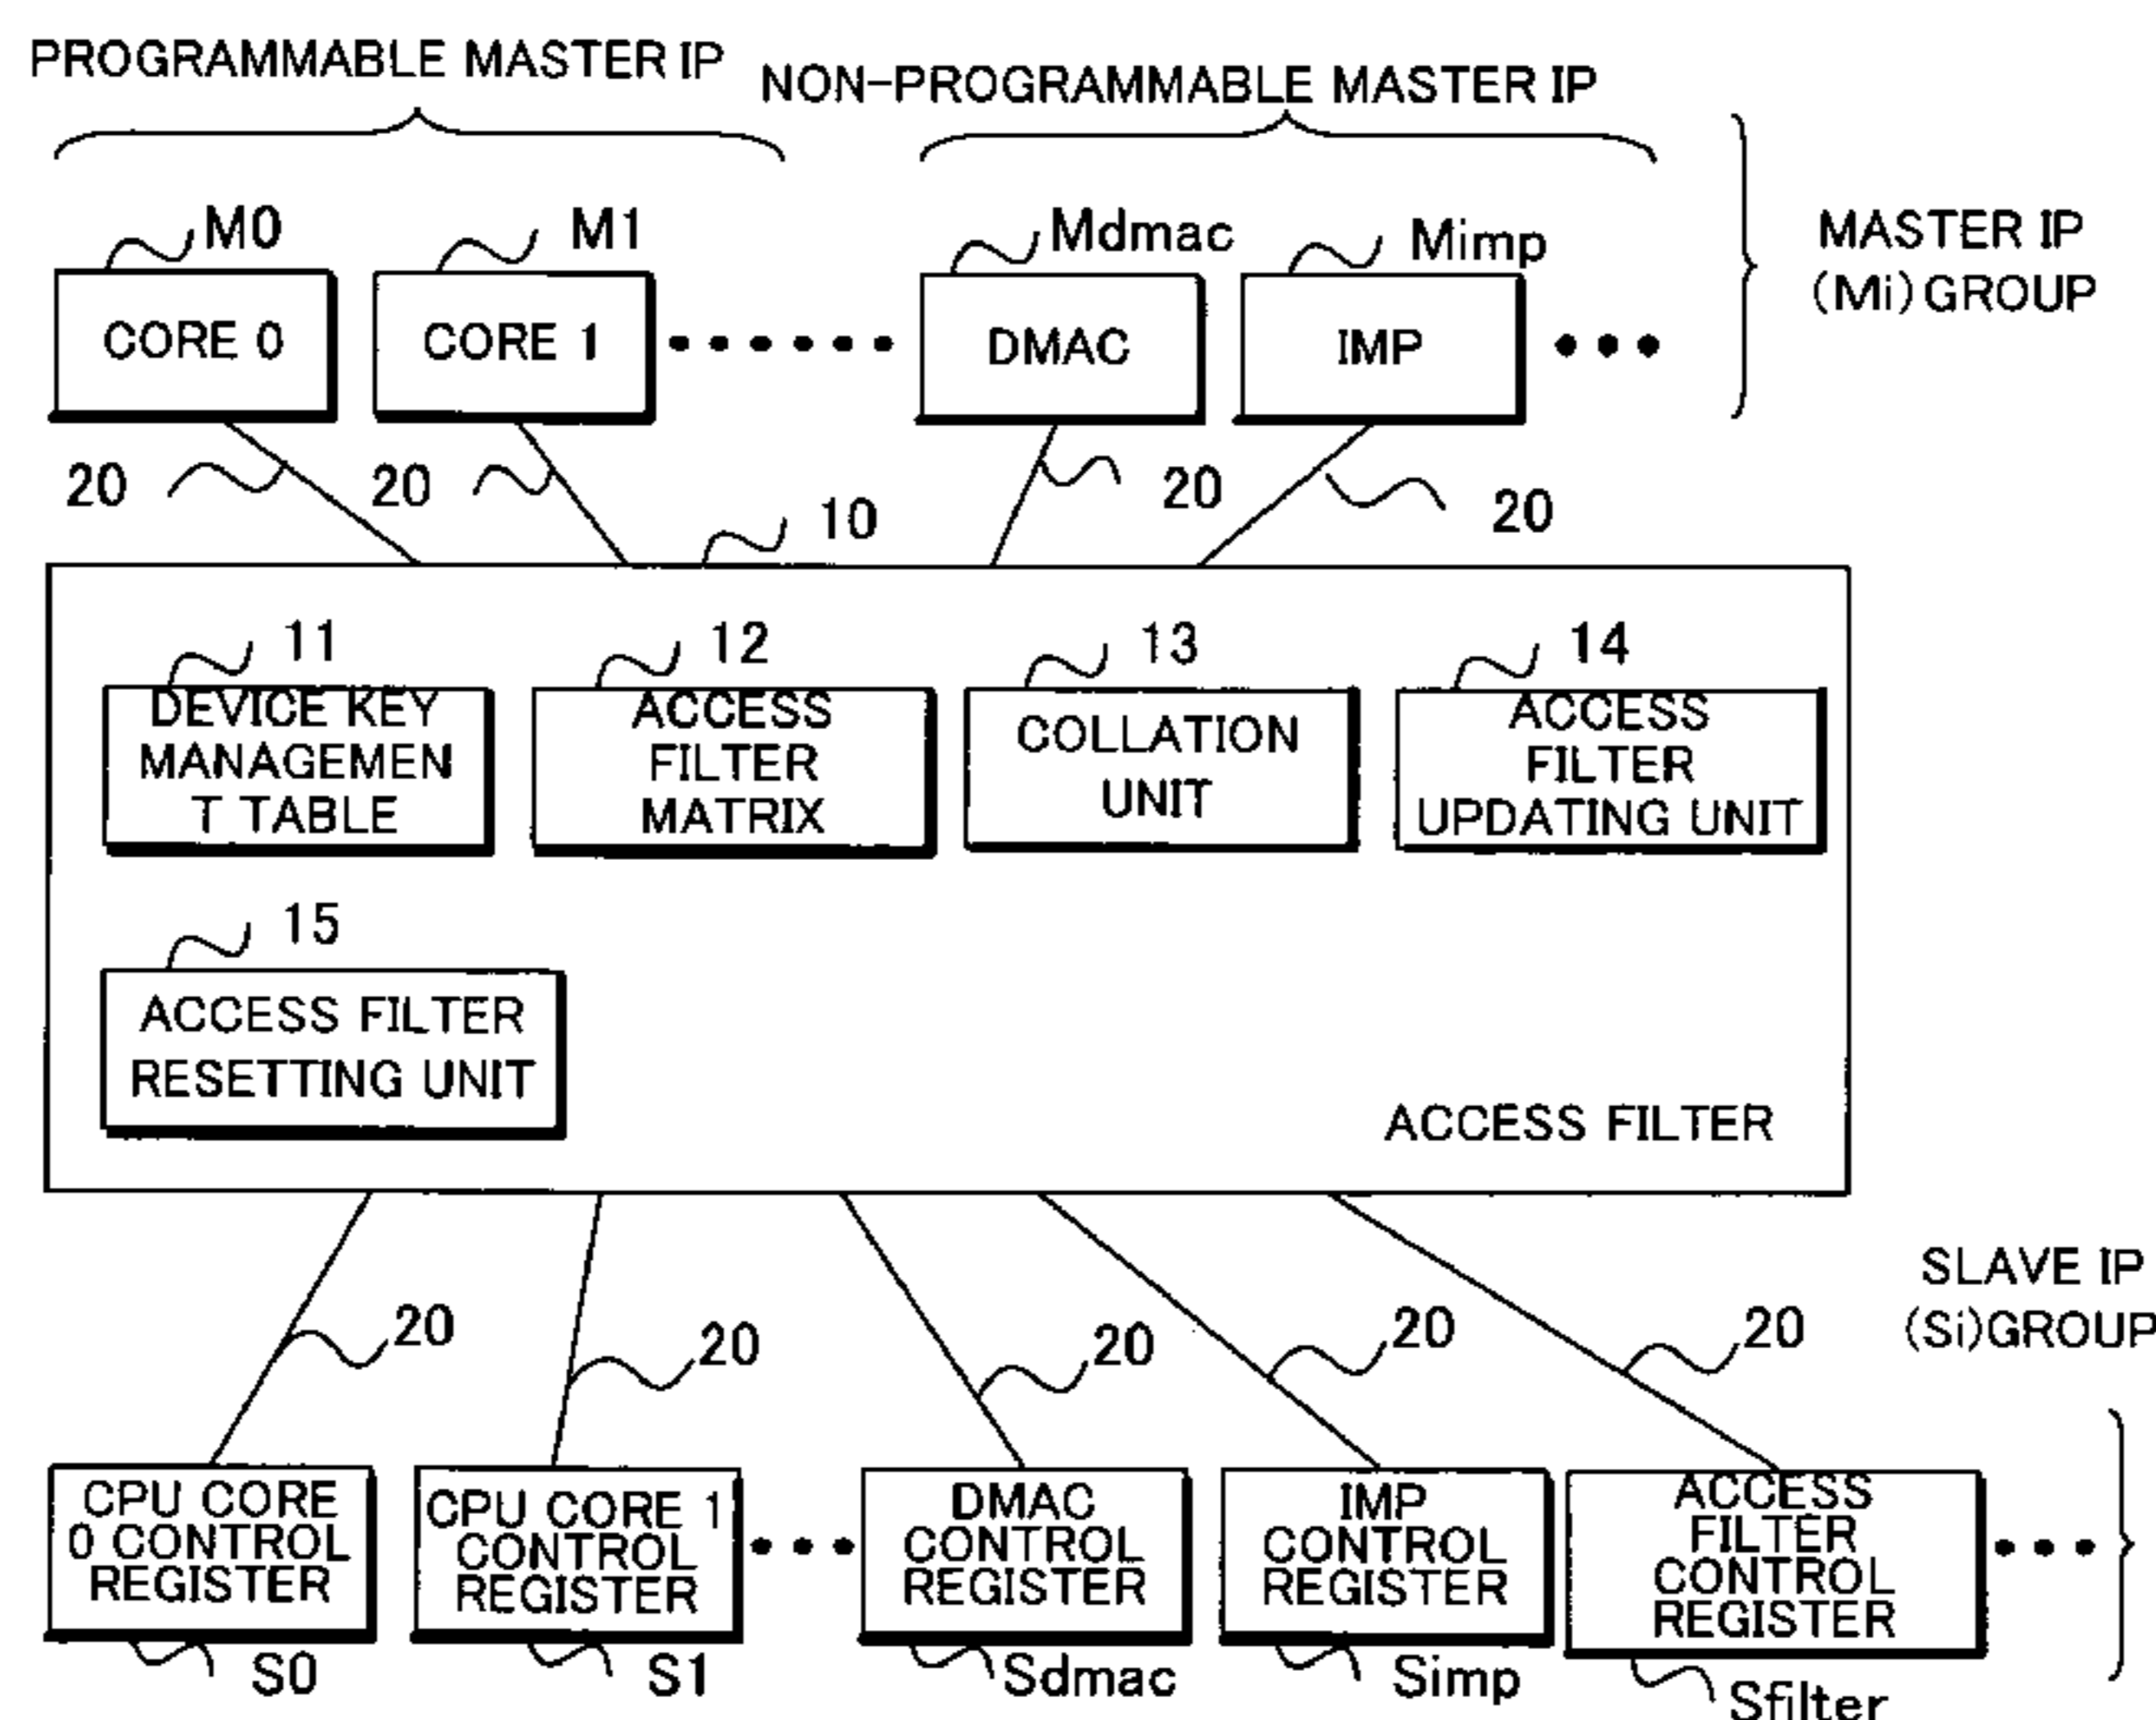 PROGRAMMABLE MASTER IP
NON-PROGRAMMABLE MASTER IP
M0
M1
Mdmac
Mimp
MASTER IP
(Mi)GROUP
CORE 0
CORE 1
DMAC
IMP
20
20
20
20
10
11
12
13
14
DEVICE KEY
MANAGEMEN
T TABLE
ACCESS
FILTER
MATRIX
COLLATION
UNIT
ACCESS
FILTER
UPDATING UNIT
15
ACCESS FILTER
RESETTING UNIT
ACCESS FILTER
SLAVE IP
(Si)GROUP
20
20
20
20
20
CPU CORE
0 CONTROL
REGISTER
CPU CORE 1
CONTROL
REGISTER
DMAC
CONTROL
REGISTER
IMP
CONTROL
REGISTER
ACCESS
FILTER
CONTROL
REGISTER
S0
S1
Sdmac
Simp
Sfilter